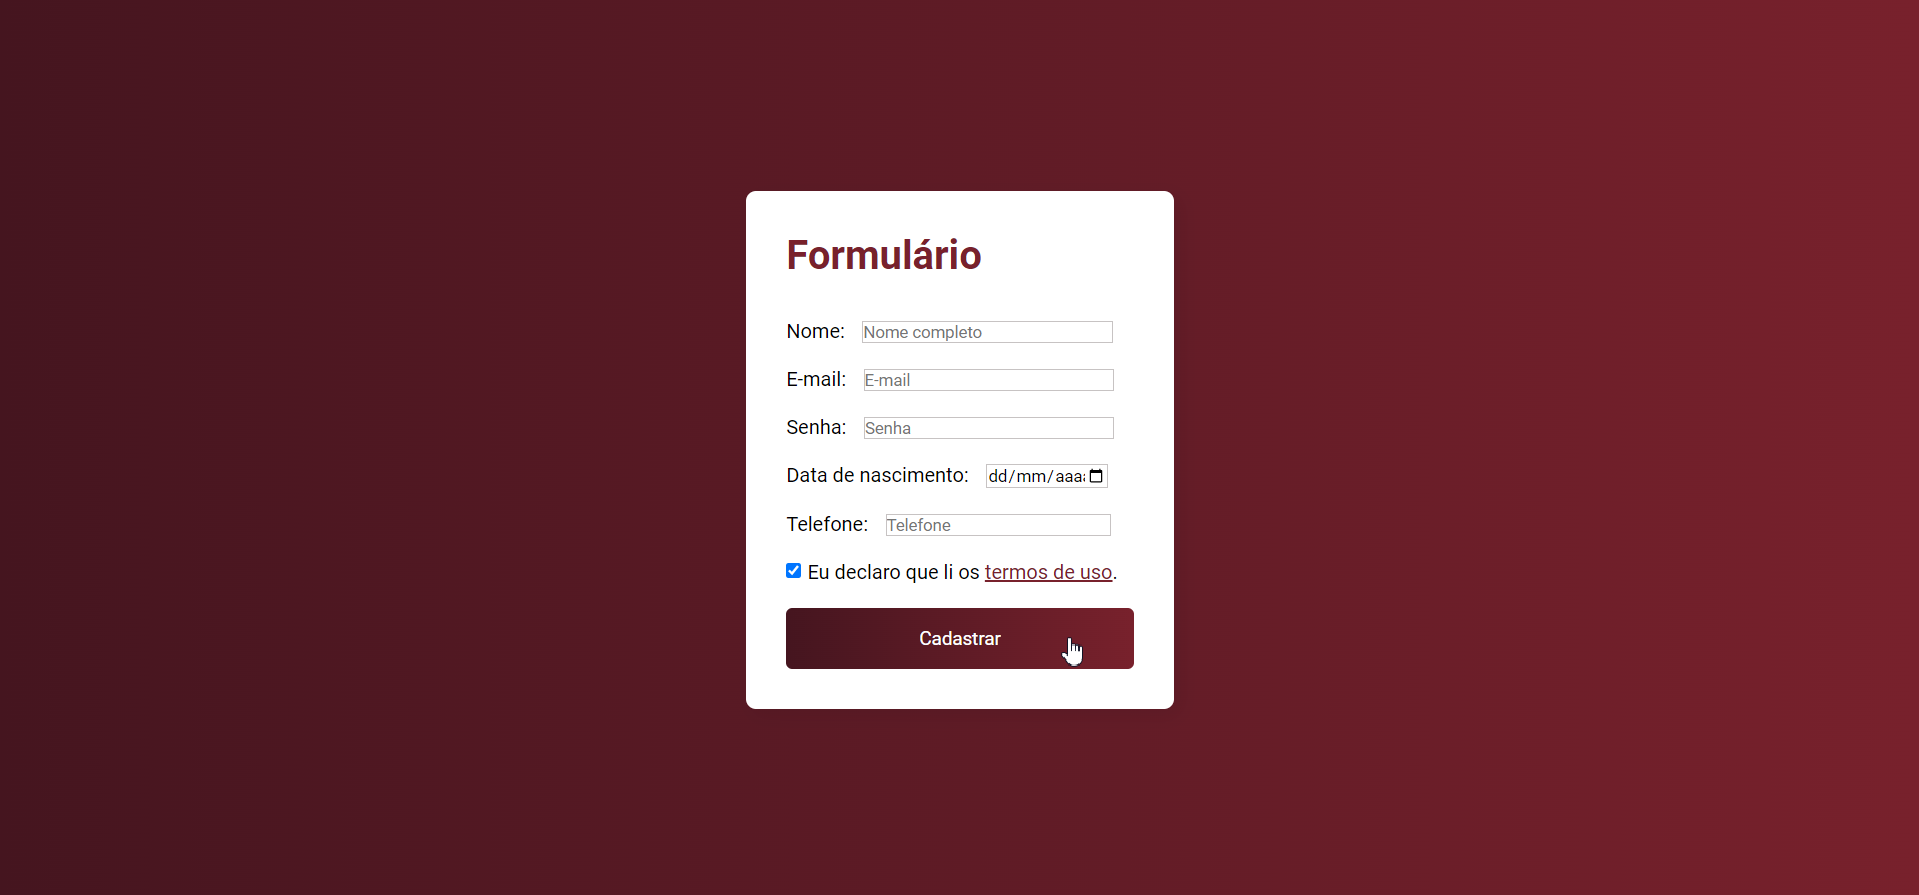 Formulário
Nome: Nome completo
E-mail: E-mail
Senha: Senha
Data de nascimento: dd/mm/aaa
Telefone: Telefone
Eu declaro que li os termos de uso.
Cadastrar